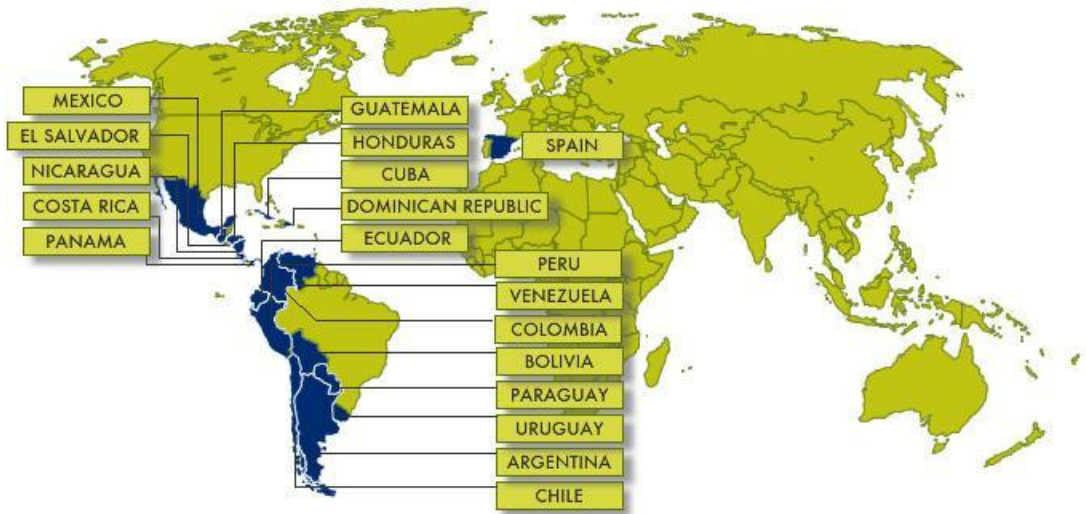 MEXICO
EL SALVADOR
NICARAGUA
COSTA RICA
PANAMA
GUATEMALA
HONDURAS
CUBA
DOMINICAN REPUBLIC
ECUADOR
SPAIN
PERU
VENEZUELA
COLOMBIA
BOLIVIA
PARAGUAY
URUGUAY
ARGENTINA
CHILE